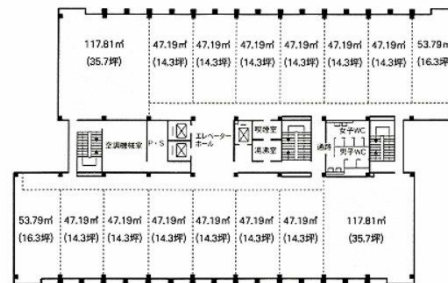 117.81㎡ 47.19㎡ 47.19㎡ 47.19㎡ 47.19㎡ 47.19㎡ 47.19㎡ 53.79㎡
(35.7坪) (14.3坪) (14.3坪) (14.3坪) (14.3坪) (14.3坪) (14.3坪) (16.3坪)
空調機械室
P・S
エレベーター
ホール
喫煙室
湯沸室
通路
女子WC
男子WC
53.79㎡ 47.19㎡ 47.19㎡ 47.19㎡ 47.19㎡ 47.19㎡ 47.19㎡ 117.81㎡
(16.3坪) (14.3坪) (14.3坪) (14.3坪) (14.3坪) (14.3坪) (14.3坪) (35.7坪)